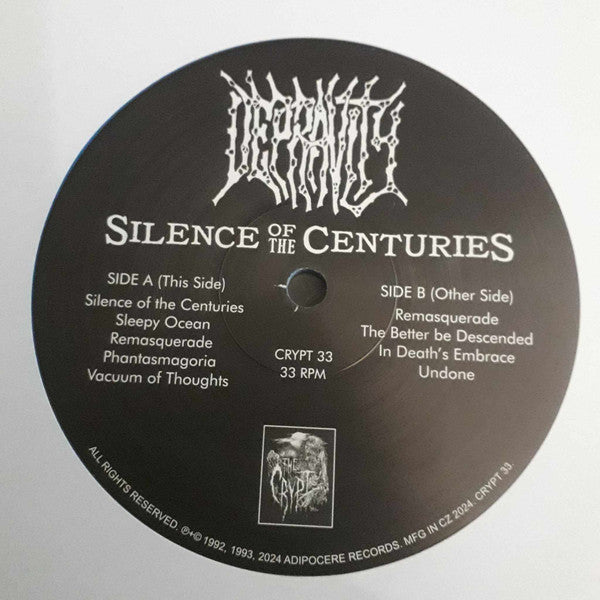 DEPRAVITY
SILENCE OF THE CENTURIES
SIDE A (This Side)
Silence of the Centuries
Sleepy Ocean
Remasquerade
Phantasmagoria
Vacuum of Thoughts
CRYPT 33
33 RPM
SIDE B (Other Side)
Remasquerade
The Better be Descended
In Death's Embrace
Undone
THE
CRYPT
ALL RIGHTS RESERVED. ℗+© 1992, 1993, 2024 ADIPOCERE RECORDS. MFG IN CZ 2024. CRYPT 33.